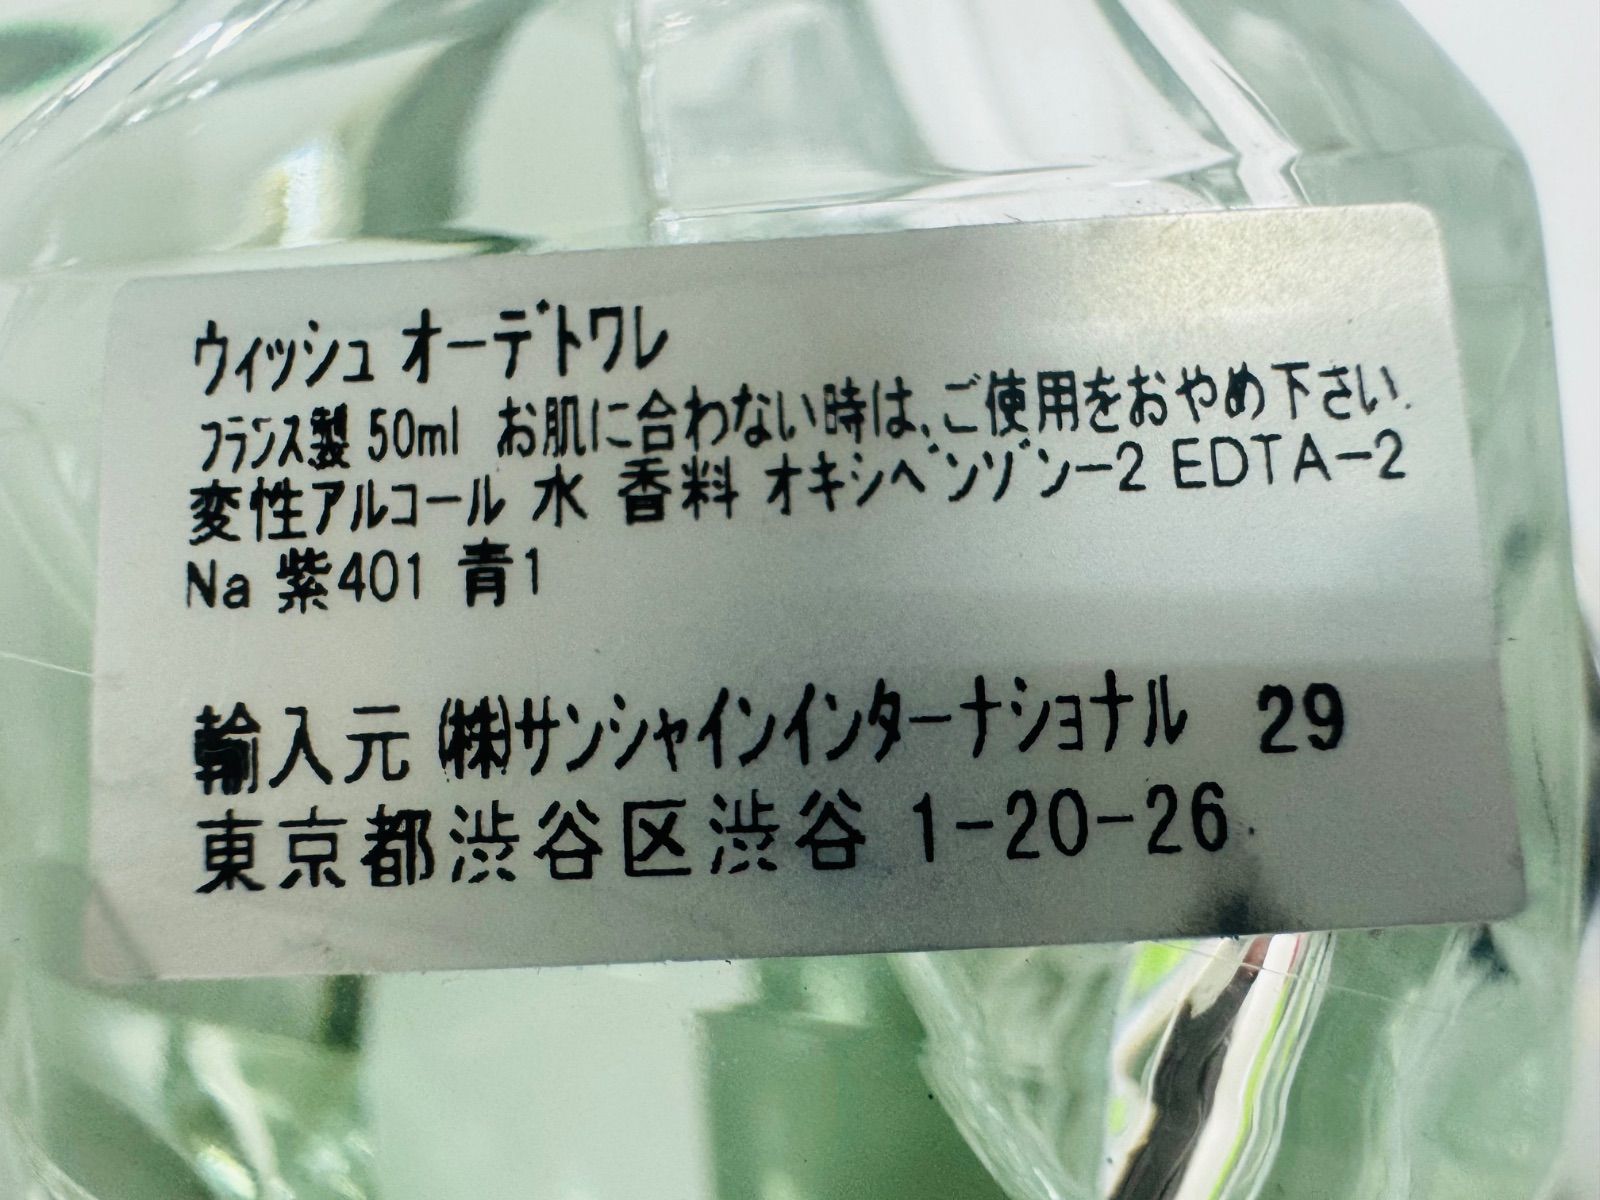 ウィッシュ オーデトワレ
フランス製 50ml お肌に合わない時は、ご使用をおやめ下さい.
変性アルコール 水 香料 オキシベンゾン-2 EDTA-2
Na 紫401 青1
輸入元 (株)サンシャインインターナショナル 29
東京都渋谷区渋谷 1-20-26